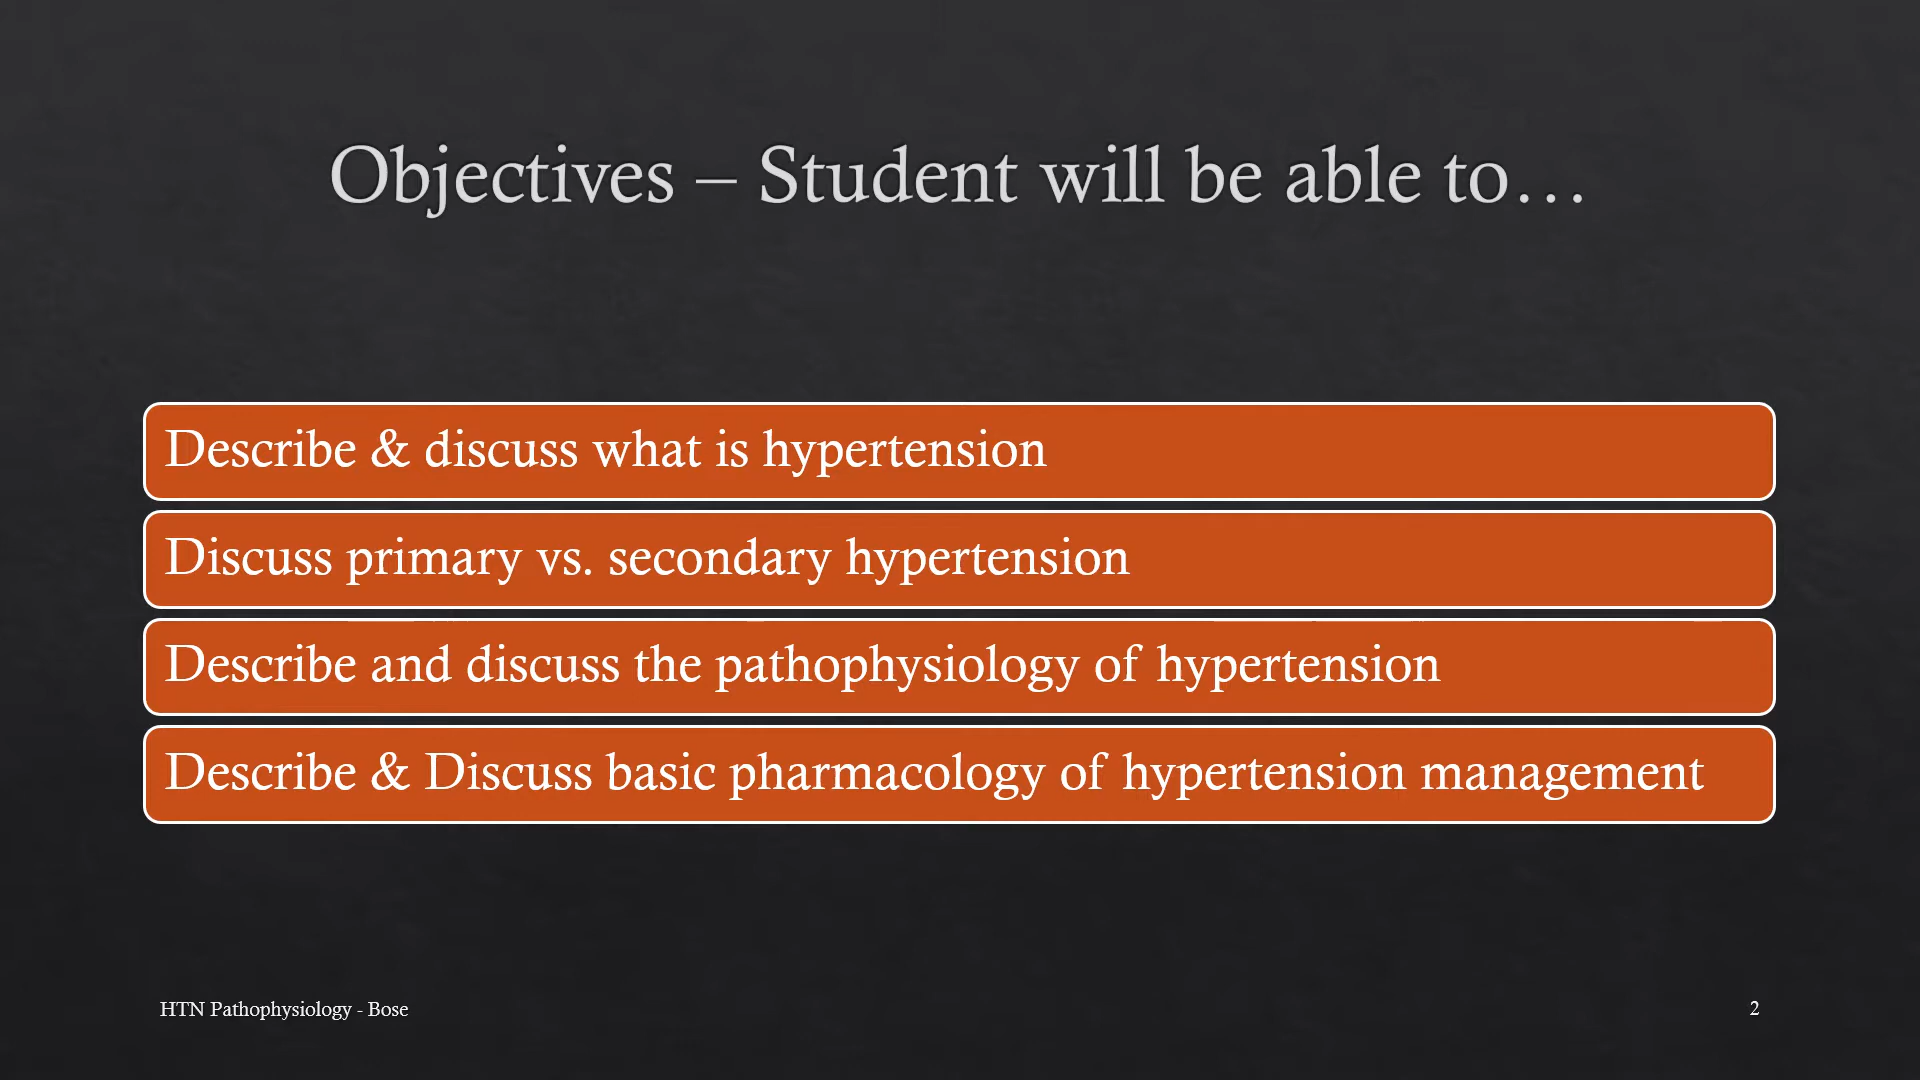 Objectives – Student will be able to…
Describe & discuss what is hypertension
Discuss primary vs. secondary hypertension
Describe and discuss the pathophysiology of hypertension
Describe & Discuss basic pharmacology of hypertension management
HTN Pathophysiology - Bose
2